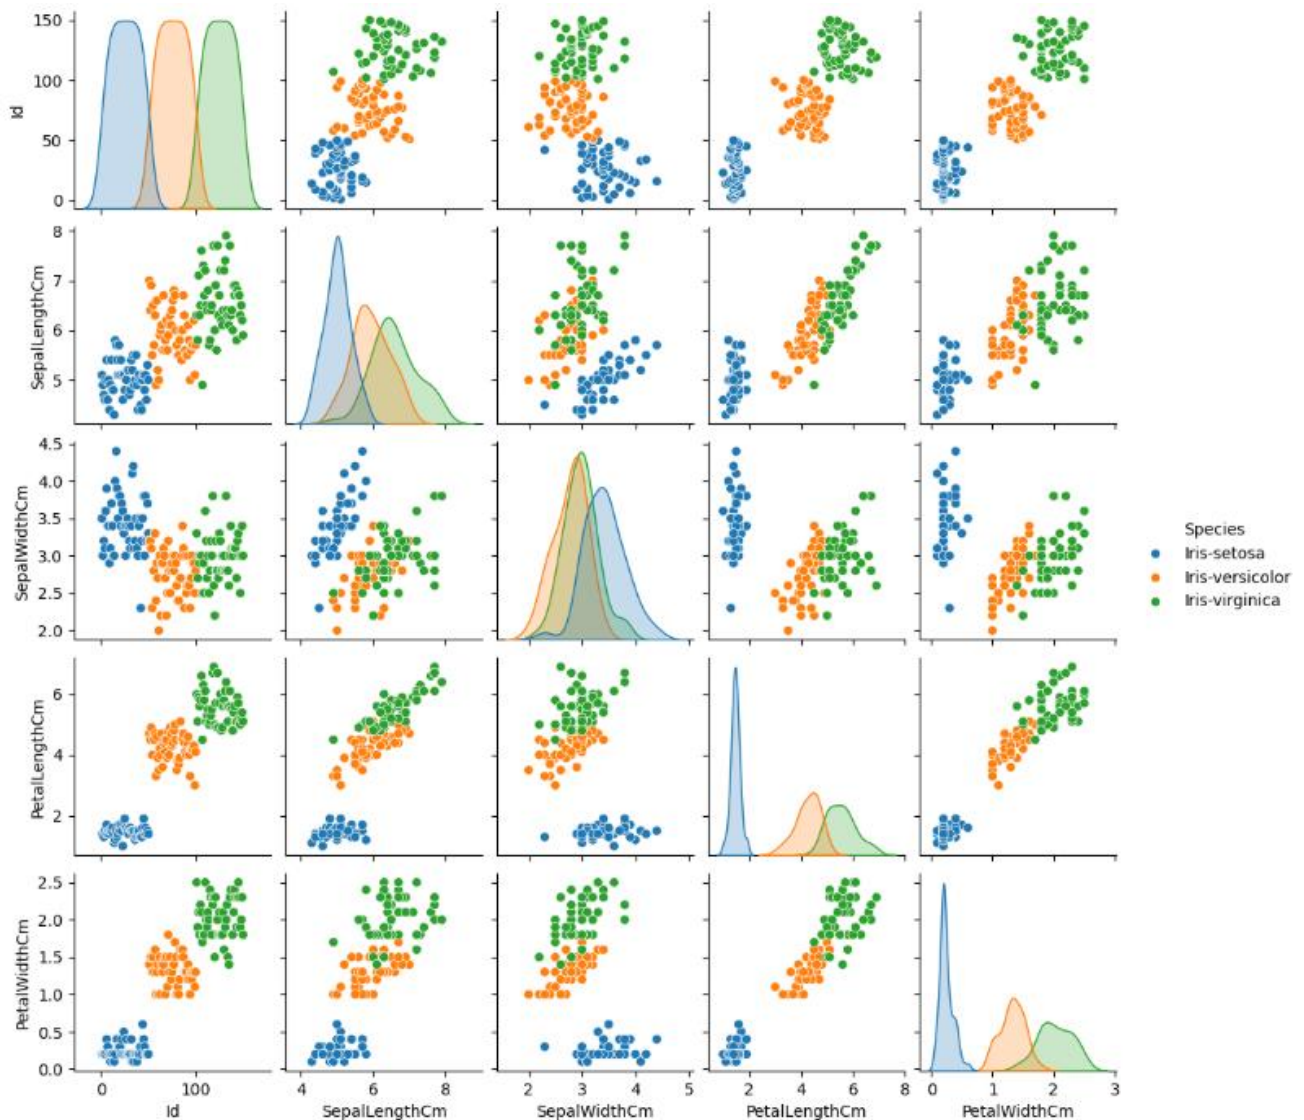 150
100
50
0
Id
8
7
6
5
SepalLengthCm
4.5
4.0
3.5
3.0
2.5
2.0
SepalWidthCm
Species
Iris-setosa
Iris-versicolor
Iris-virginica
6
4
2
PetalLengthCm
2.5
2.0
1.5
1.0
0.5
0.0
PetalWidthCm
0 100 4 6 8 2 3 4 5 2 4 6 8 0 1 2 3
Id SepalLengthCm SepalWidthCm PetalLengthCm PetalWidthCm